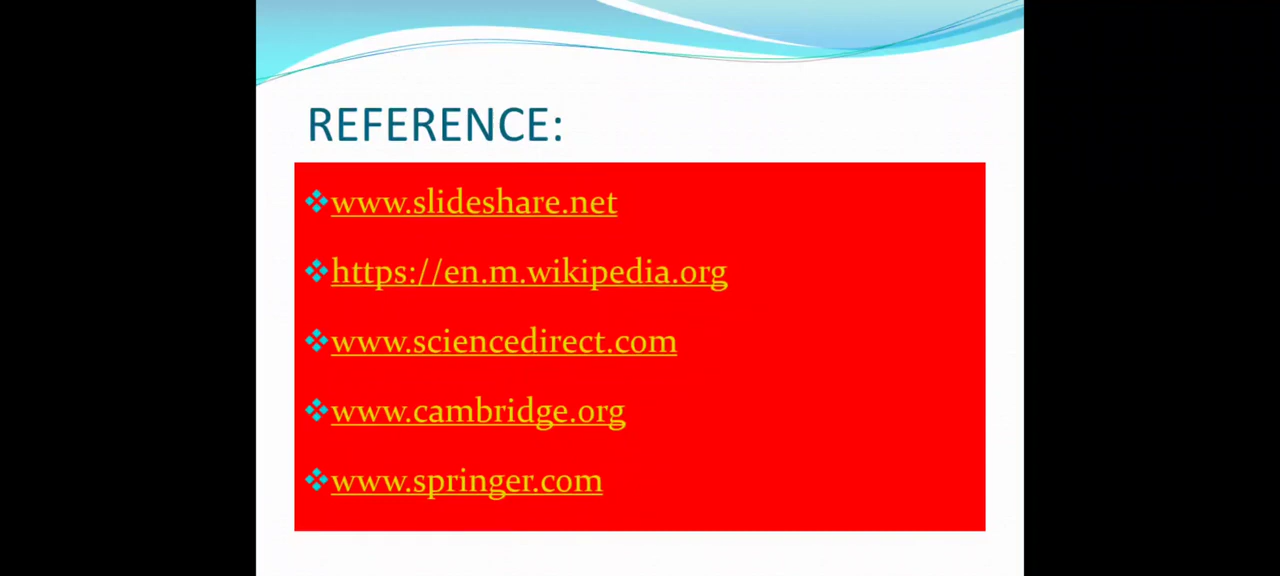 REFERENCE:
❖www.slideshare.net
❖https://en.m.wikipedia.org
❖www.sciencedirect.com
❖www.cambridge.org
❖www.springer.com